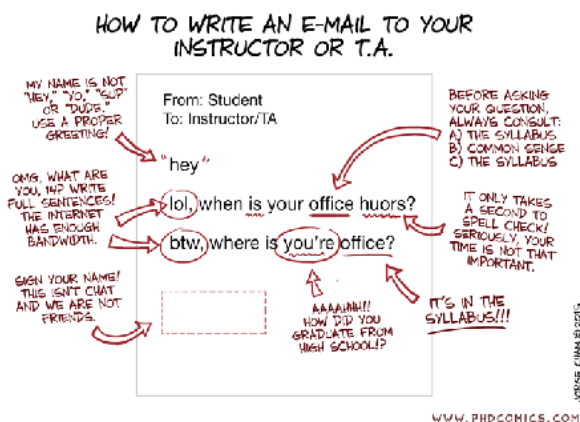 HOW TO WRITE AN E-MAIL TO YOUR
INSTRUCTOR OR T.A.
MY NAME IS NOT
"HEY," "YO," "SUP"
OR "DUDE."
USE A PROPER
GREETING!
From: Student
To: Instructor/TA
"hey"
BEFORE ASKING
YOUR QUESTION,
ALWAYS CONSULT:
A) THE SYLLABUS
B) COMMON SENSE
C) THE SYLLABUS
OMG, WHAT ARE
YOU, 14? WRITE
FULL SENTENCES!
THE INTERNET
HAS ENOUGH
BANDWIDTH.
lol, when is your office huors?
btw, where is you're office?
IT ONLY TAKES
A SECOND TO
SPELL CHECK!
SERIOUSLY, YOUR
TIME IS NOT THAT
IMPORTANT.
SIGN YOUR NAME!
THIS ISN'T CHAT
AND WE ARE NOT
FRIENDS.
AAAAHHH!!
HOW DID YOU
GRADUATE FROM
HIGH SCHOOL!?
IT'S IN THE
SYLLABUS!!!
JORGE CHAM © 2015
WWW.PHDCOMICS.COM